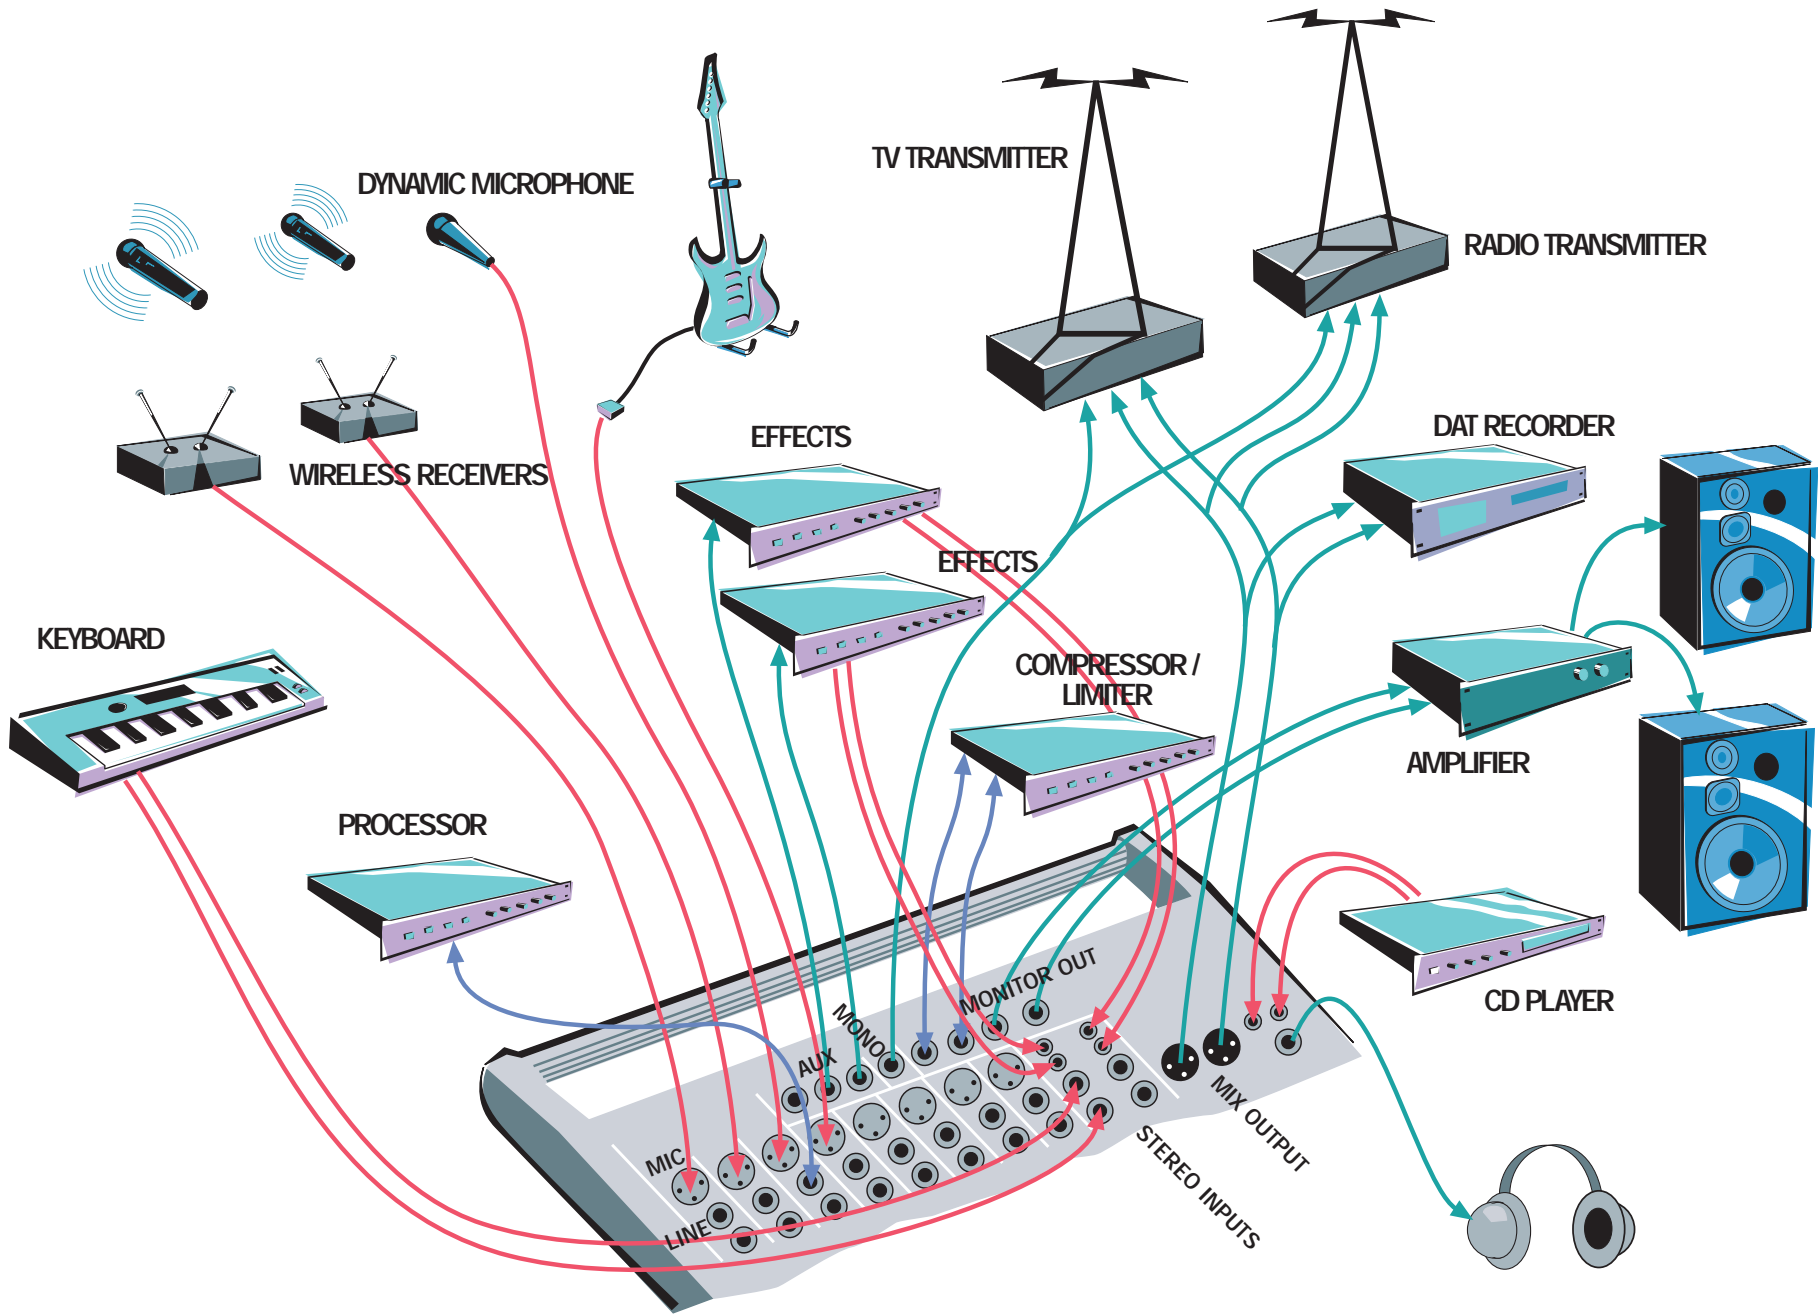 TV TRANSMITTER
DYNAMIC MICROPHONE
RADIO TRANSMITTER
EFFECTS
DAT RECORDER
WIRELESS RECEIVERS
EFFECTS
KEYBOARD
COMPRESSOR /
LIMITER
AMPLIFIER
PROCESSOR
CD PLAYER
MONITOR OUT
MONO
AUX
MIC
LINE
MIX OUTPUT
STEREO INPUTS